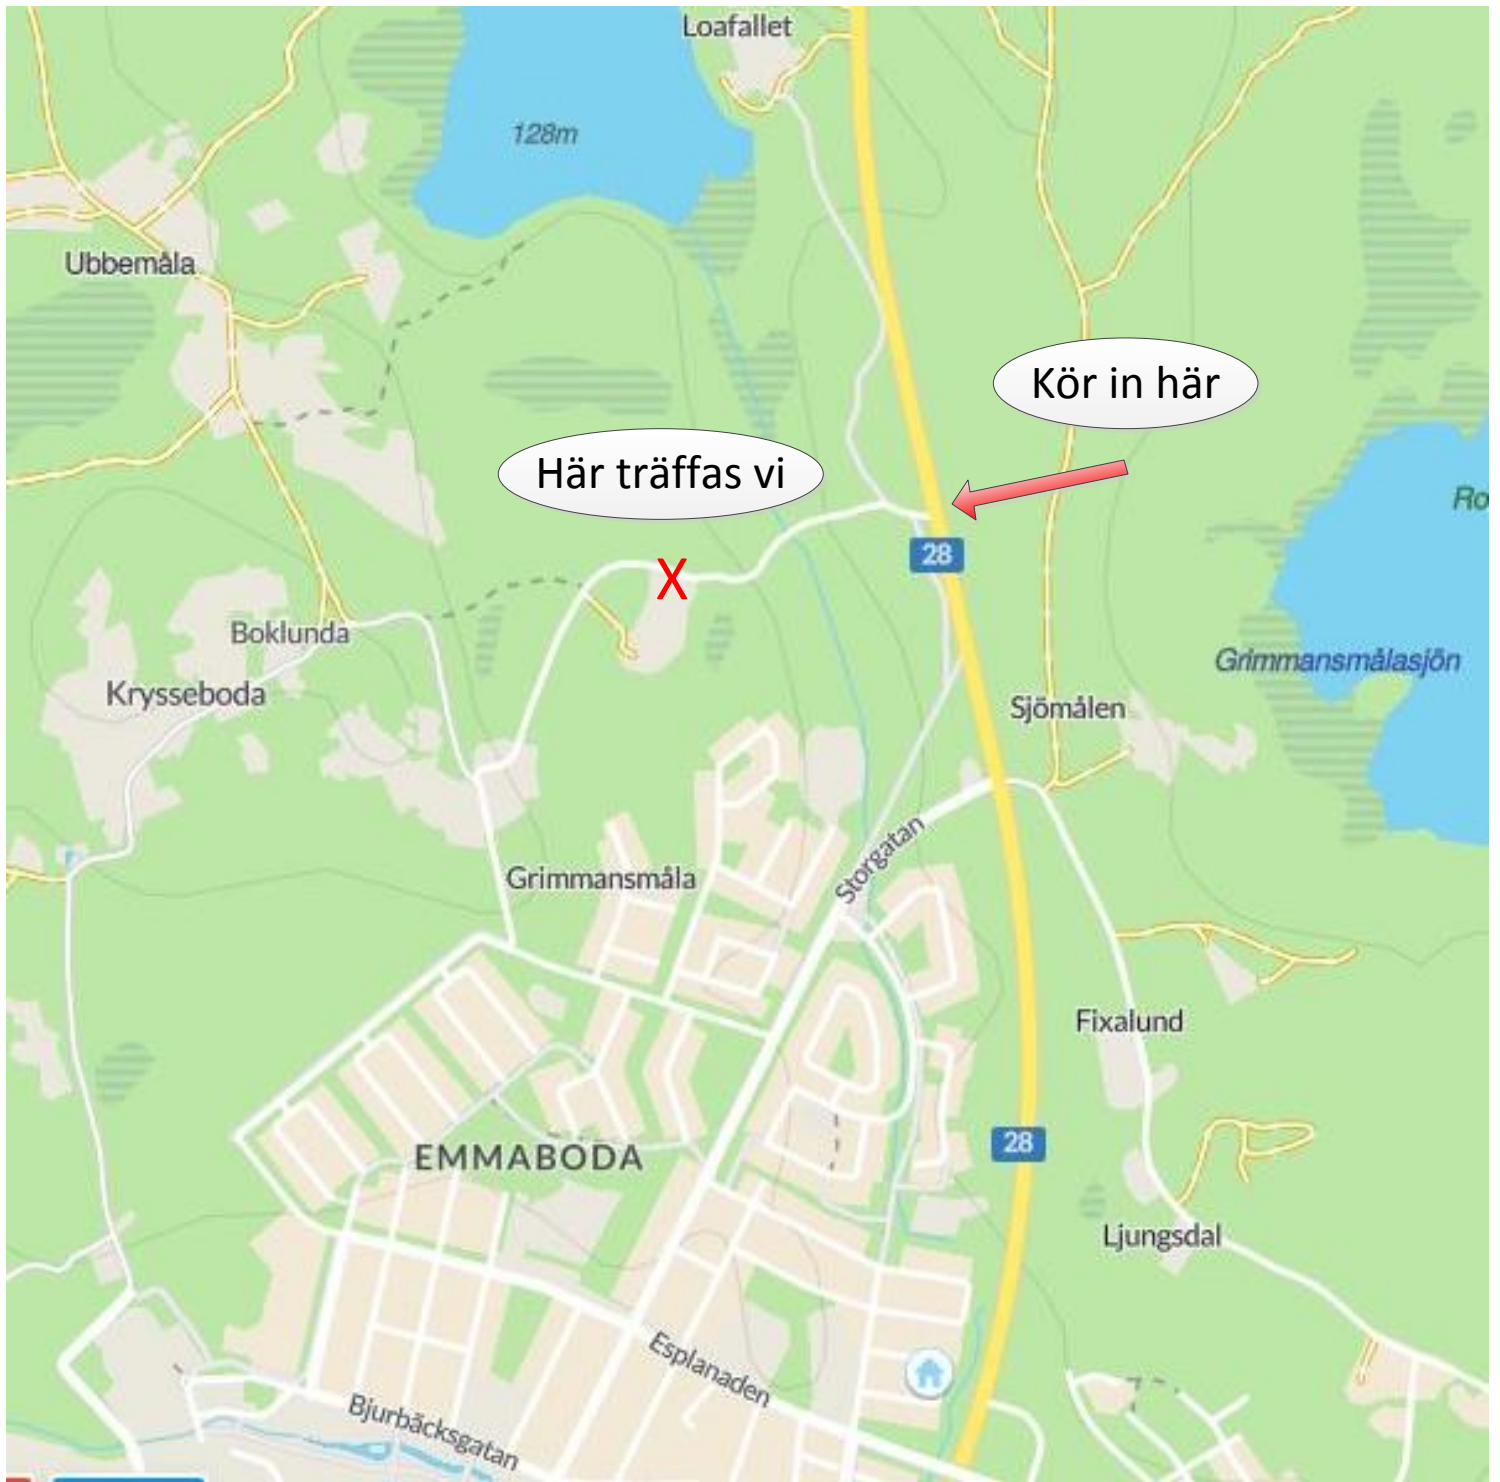 Loafallet
128m
Ubbemåla
Kör in här
Här träffas vi
Ro
28
X
Boklunda
Grimmansmålasjön
Krysseboda
Sjömålen
Storgatan
Grimmansmåla
Fixalund
28
EMMABODA
Ljungsdal
Esplanaden
Bjurbäcksgatan